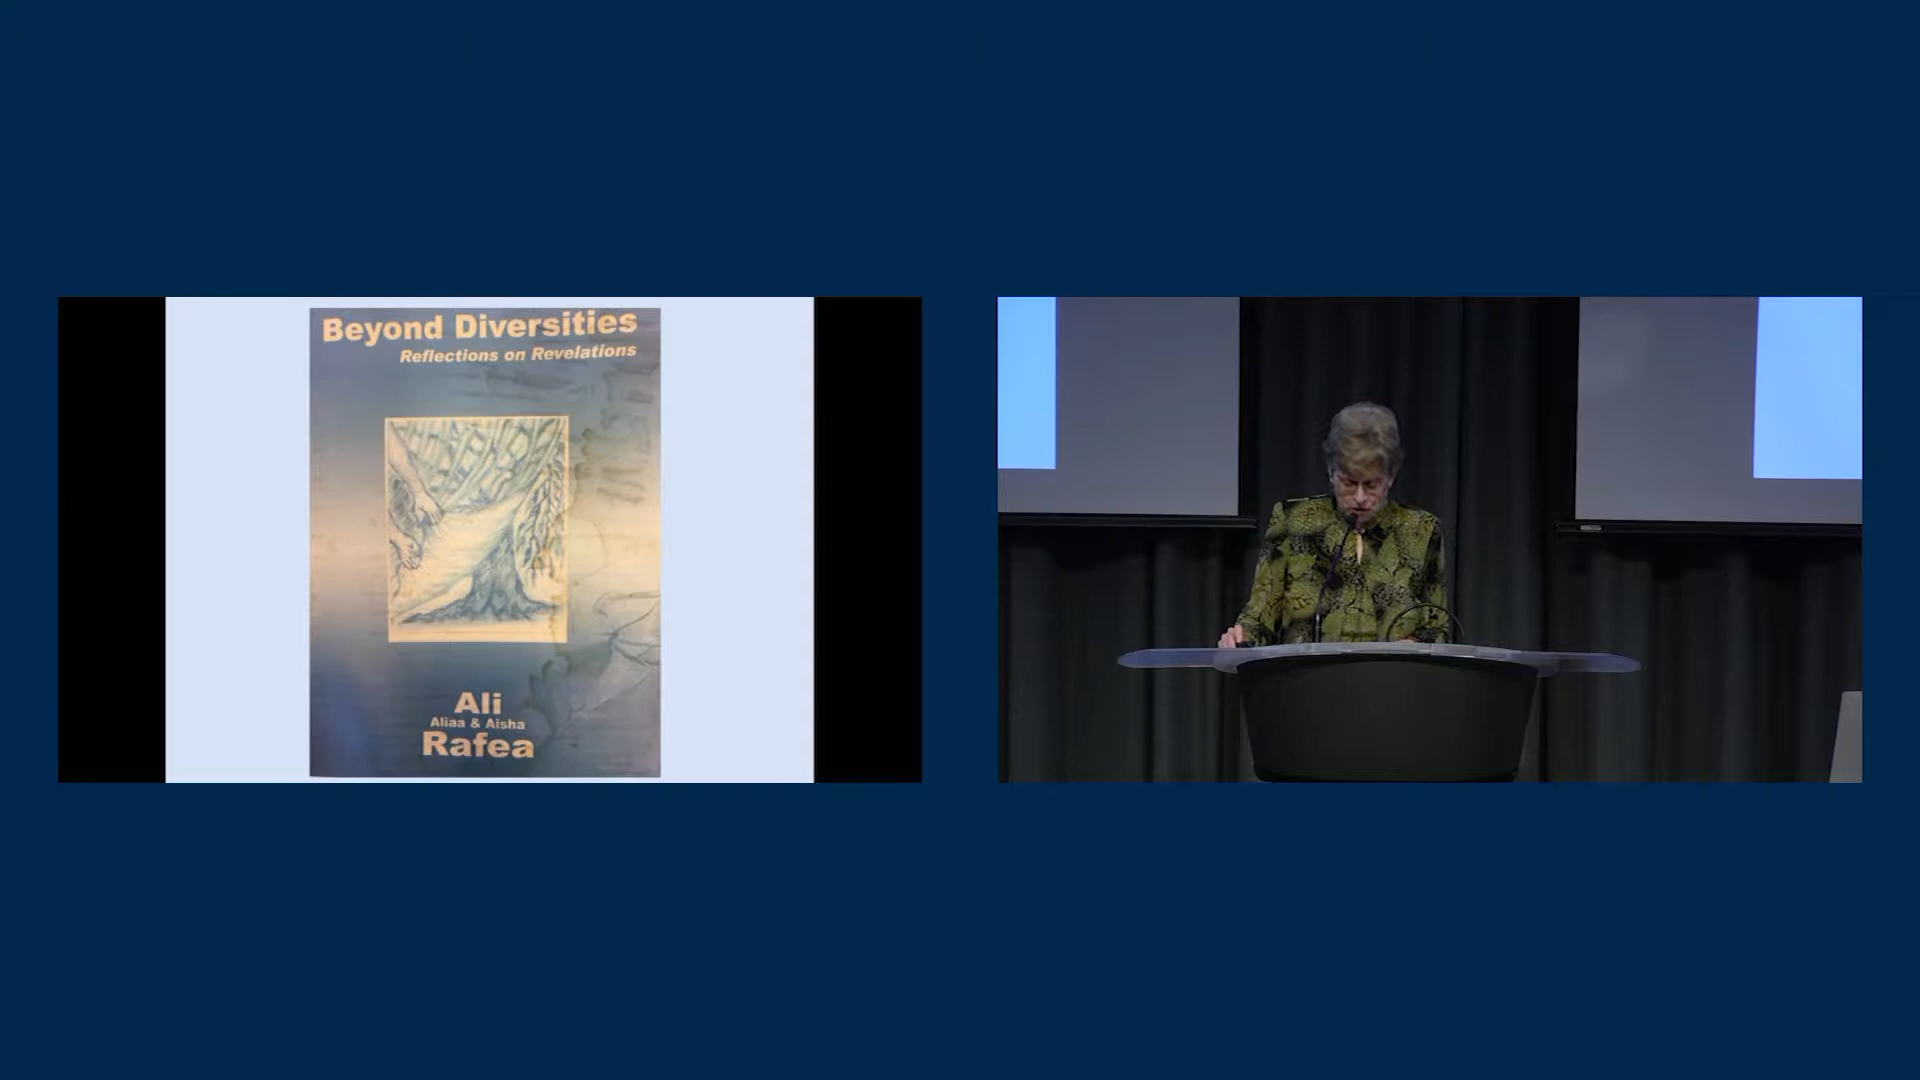 Beyond Diversities
Reflections on Revelations
Ali
Aliaa & Aisha
Rafea